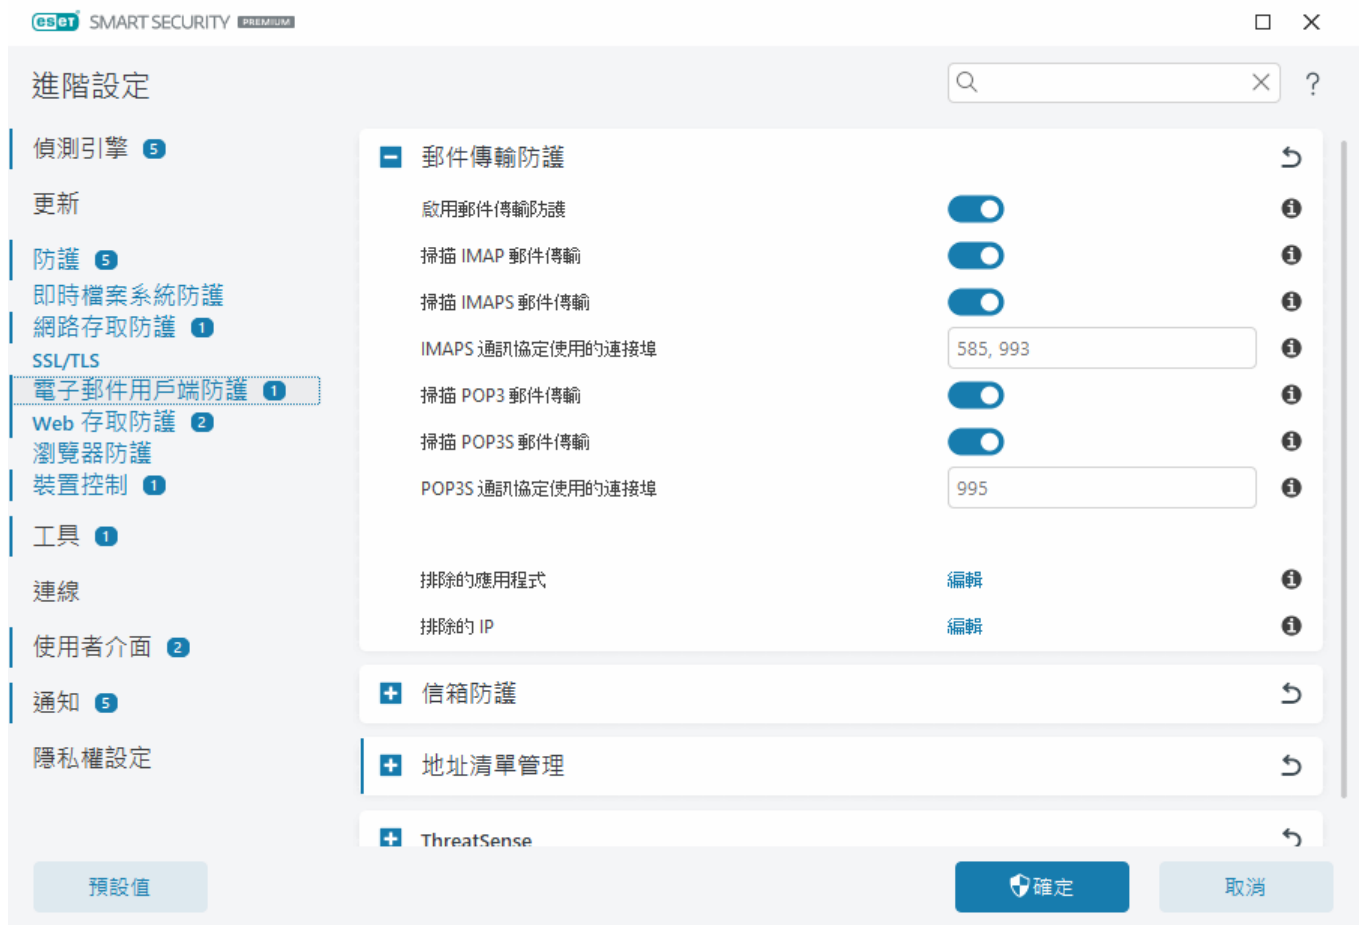 eset SMART SECURITY PREMIUM
進階設定
?
偵測引擎 5
更新
防護 5
即時檔案系統防護
網路存取防護 1
SSL/TLS
電子郵件用戶端防護 1
Web 存取防護 2
瀏覽器防護
裝置控制 1
工具 1
連線
使用者介面 2
通知 5
隱私權設定
郵件傳輸防護
啟用郵件傳輸防護
掃描 IMAP 郵件傳輸
掃描 IMAPS 郵件傳輸
IMAPS 通訊協定使用的連接埠 585, 993
掃描 POP3 郵件傳輸
掃描 POP3S 郵件傳輸
POP3S 通訊協定使用的連接埠 995
排除的應用程式 編輯
排除的 IP 編輯
信箱防護
地址清單管理
ThreatSense
預設值 確定 取消